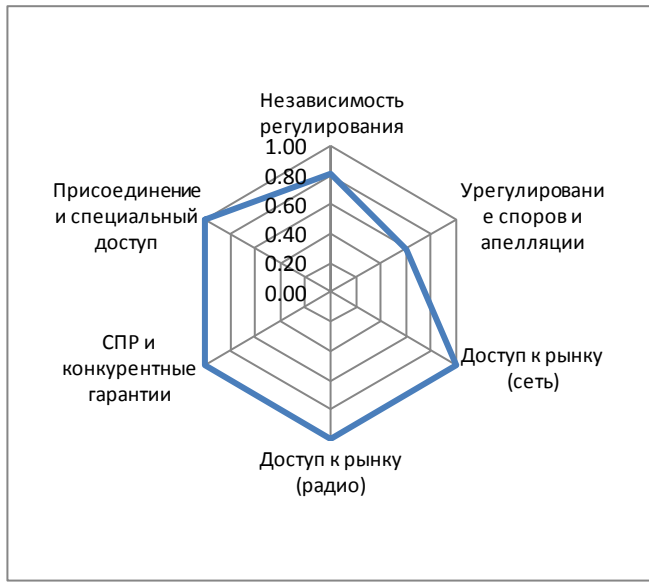 Независимость
регулирования
1.00
0.80
0.60
0.40
0.20
0.00
Урегулировани
е споров и
апелляции
Доступ к рынку
(сеть)
Доступ к рынку
(радио)
СПР и
конкурентные
гарантии
Присоединение
и специальный
доступ